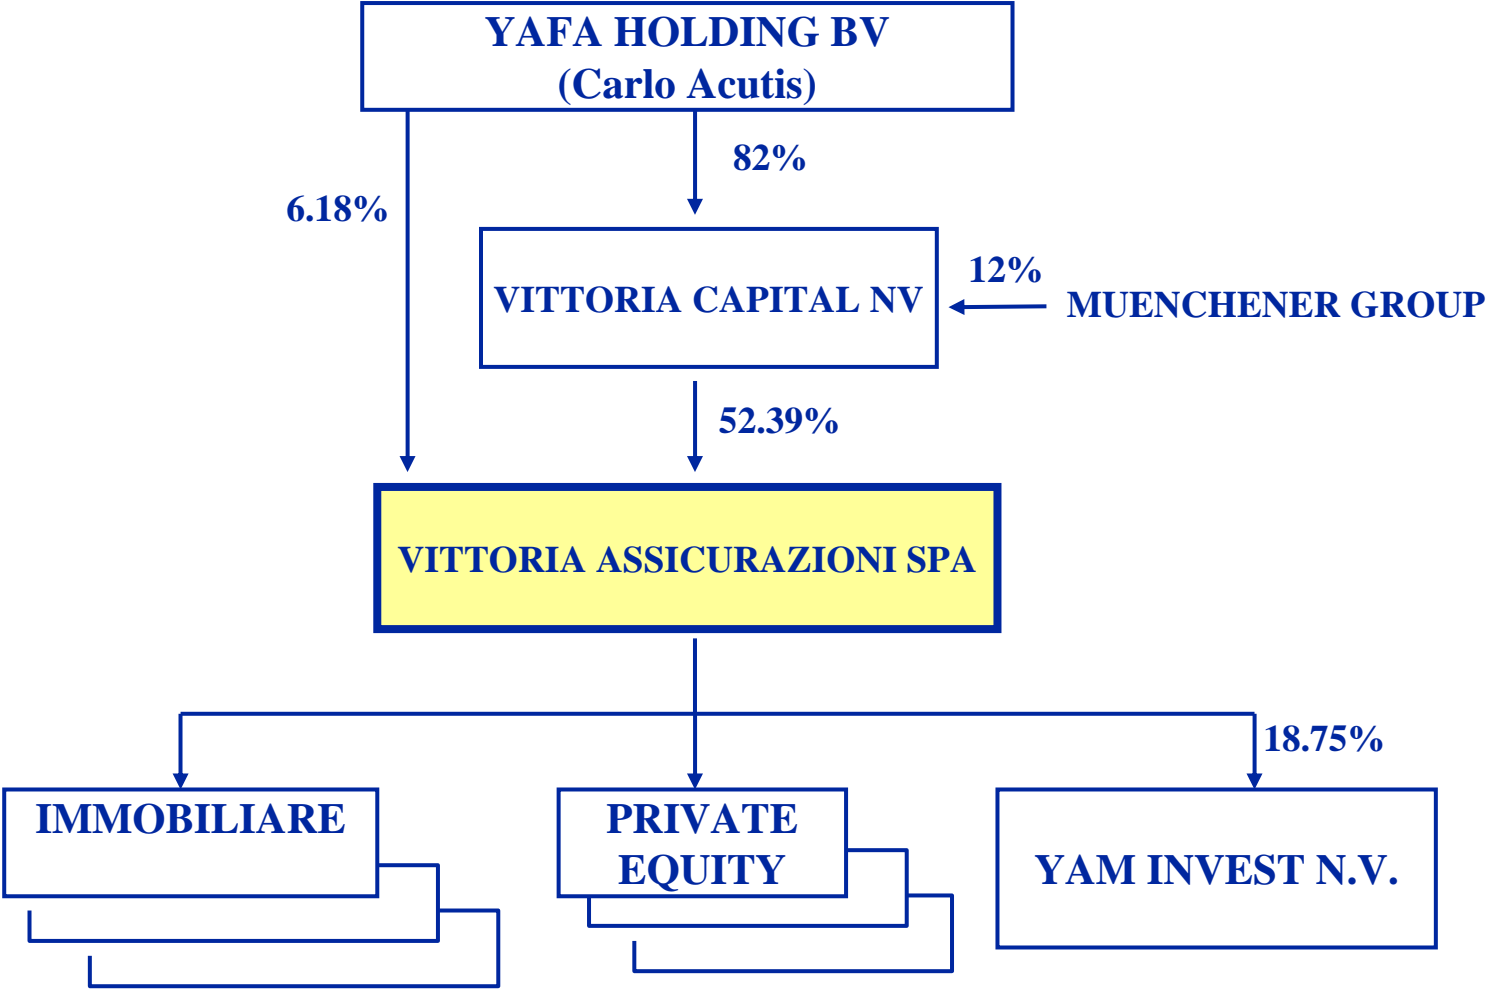 YAFA HOLDING BV
(Carlo Acutis)
82%
6.18%
12%
VITTORIA CAPITAL NV
MUENCHENER GROUP
52.39%
VITTORIA ASSICURAZIONI SPA
18.75%
IMMOBILIARE
PRIVATE
EQUITY
YAM INVEST N.V.